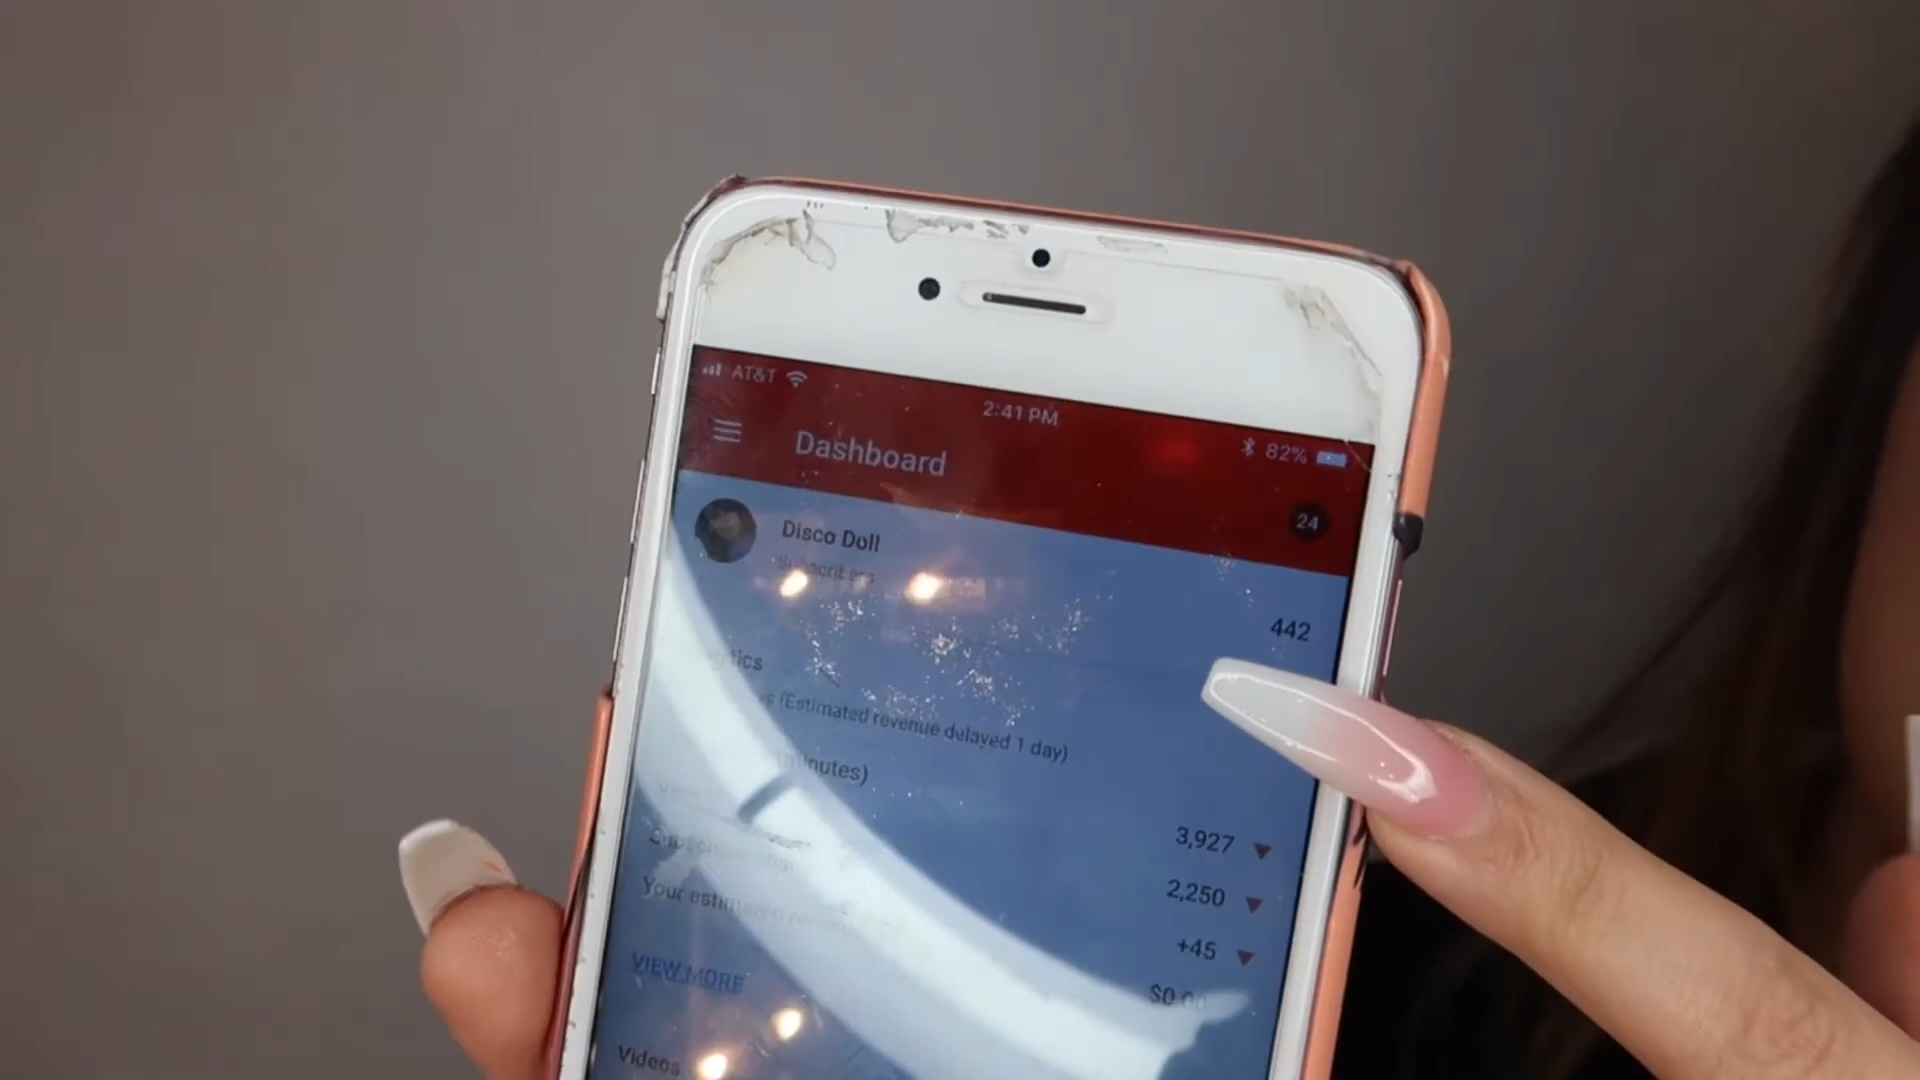 AT&T
2:41 PM
82%
Dashboard
24
Disco Doll
442
(Estimated revenue delayed 1 day)
3,927
2,250
+45
Your
VIEW MORE
Videos